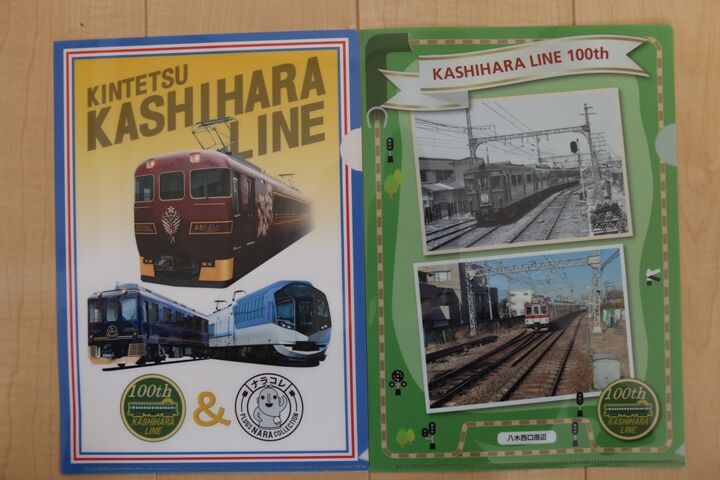 KINTETSU
KASHIHARA
LINE
100th
KASHIHARA
LINE
&
ナラコレ
PLUGS NARA COLLECTION
KASHIHARA LINE 100th
100th
KASHIHARA
LINE
八木西口周辺